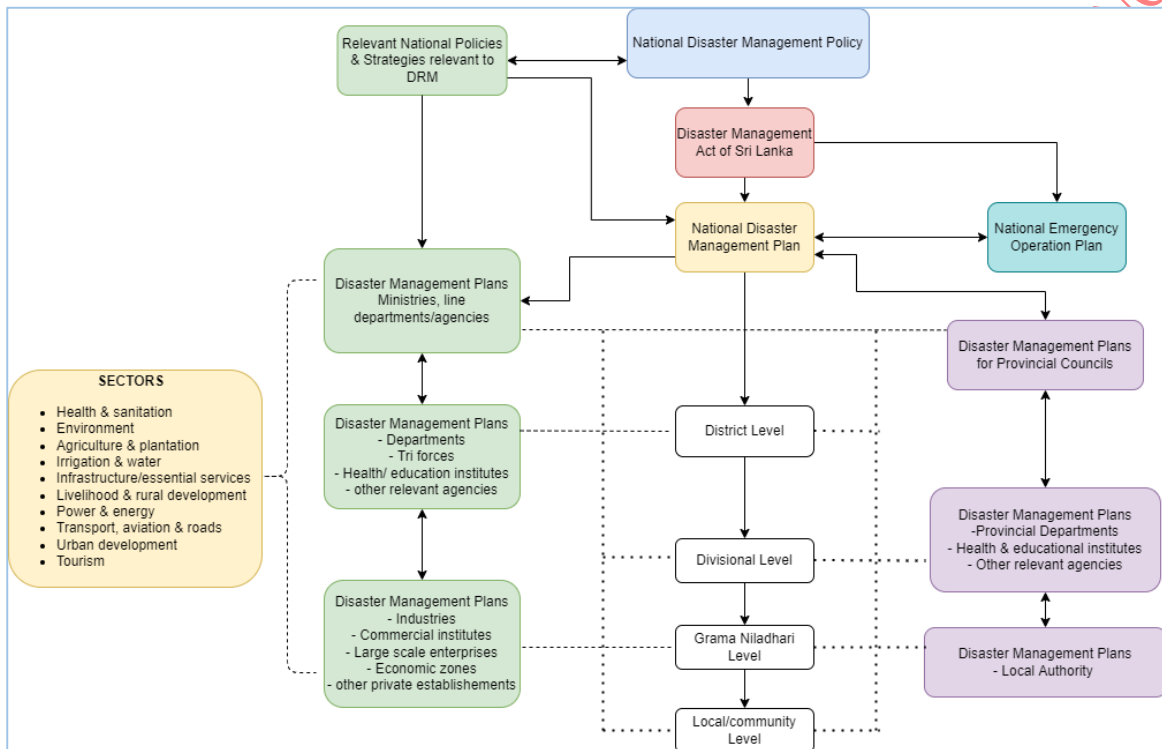 Relevant National Policies
& Strategies relevant to
DRM
National Disaster Management Policy
Disaster Management
Act of Sri Lanka
National Disaster
Management Plan
National Emergency
Operation Plan
Disaster Management Plans
Ministries, line
departments/agencies
Disaster Management Plans
for Provincial Councils
SECTORS
• Health & sanitation
• Environment
• Agriculture & plantation
• Irrigation & water
• Infrastructure/essential services
• Livelihood & rural development
• Power & energy
• Transport, aviation & roads
• Urban development
• Tourism
Disaster Management Plans
- Departments
- Tri forces
- Health/ education institutes
- other relevant agencies
District Level
Disaster Management Plans
-Provincial Departments
- Health & educational institutes
- Other relevant agencies
Divisional Level
Disaster Management Plans
- Industries
- Commercial institutes
- Large scale enterprises
- Economic zones
- other private establishements
Grama Niladhari
Level
Disaster Management Plans
- Local Authority
Local/community
Level